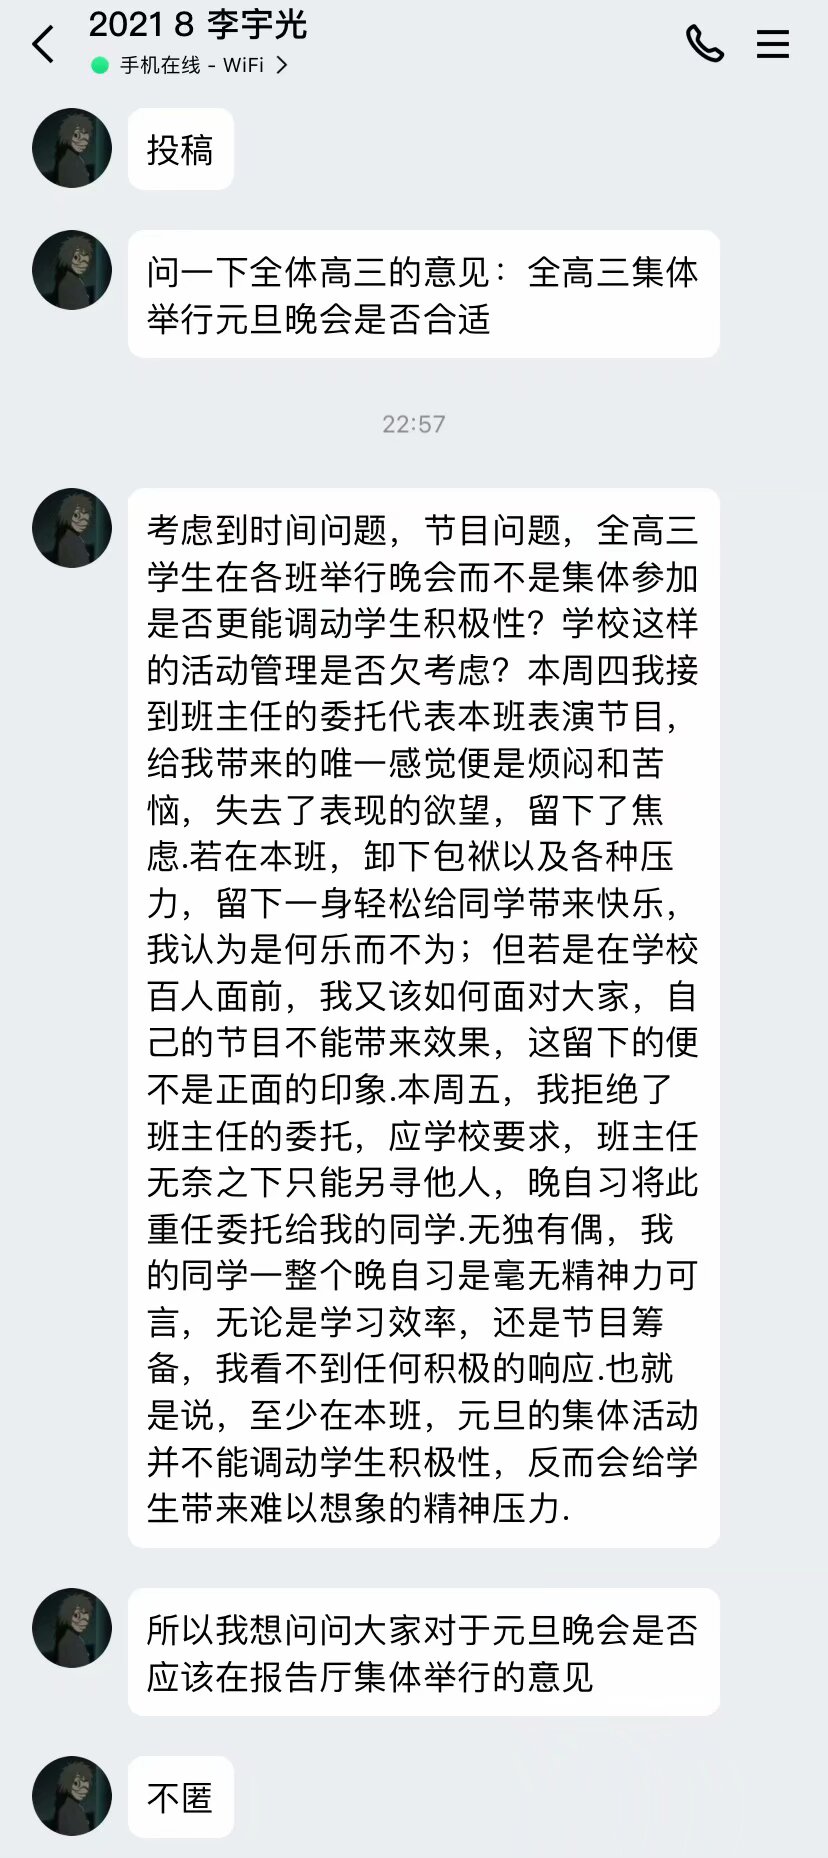 2021 8 李宇光
手机在线 - WiFi
投稿
问一下全体高三的意见：全高三集体
举行元旦晚会是否合适
22:57
考虑到时间问题，节目问题，全高三
学生在各班举行晚会而不是集体参加
是否更能调动学生积极性？学校这样
的活动管理是否欠考虑？本周四我接
到班主任的委托代表本班表演节目，
给我带来的唯一感觉便是烦闷和苦
恼，失去了表现的欲望，留下了焦
虑.若在本班，卸下包袱以及各种压
力，留下一身轻松给同学带来快乐，
我认为是何乐而不为；但若是在学校
百人面前，我又该如何面对大家，自
己的节目不能带来效果，这留下的便
不是正面的印象.本周五，我拒绝了
班主任的委托，应学校要求，班主任
无奈之下只能另寻他人，晚自习将此
重任委托给我的同学.无独有偶，我
的同学一整个晚自习是毫无精神力可
言，无论是学习效率，还是节目筹
备，我看不到任何积极的响应.也就
是说，至少在本班，元旦的集体活动
并不能调动学生积极性，反而会给学
生带来难以想象的精神压力.
所以我想问问大家对于元旦晚会是否
应该在报告厅集体举行的意见
不匿